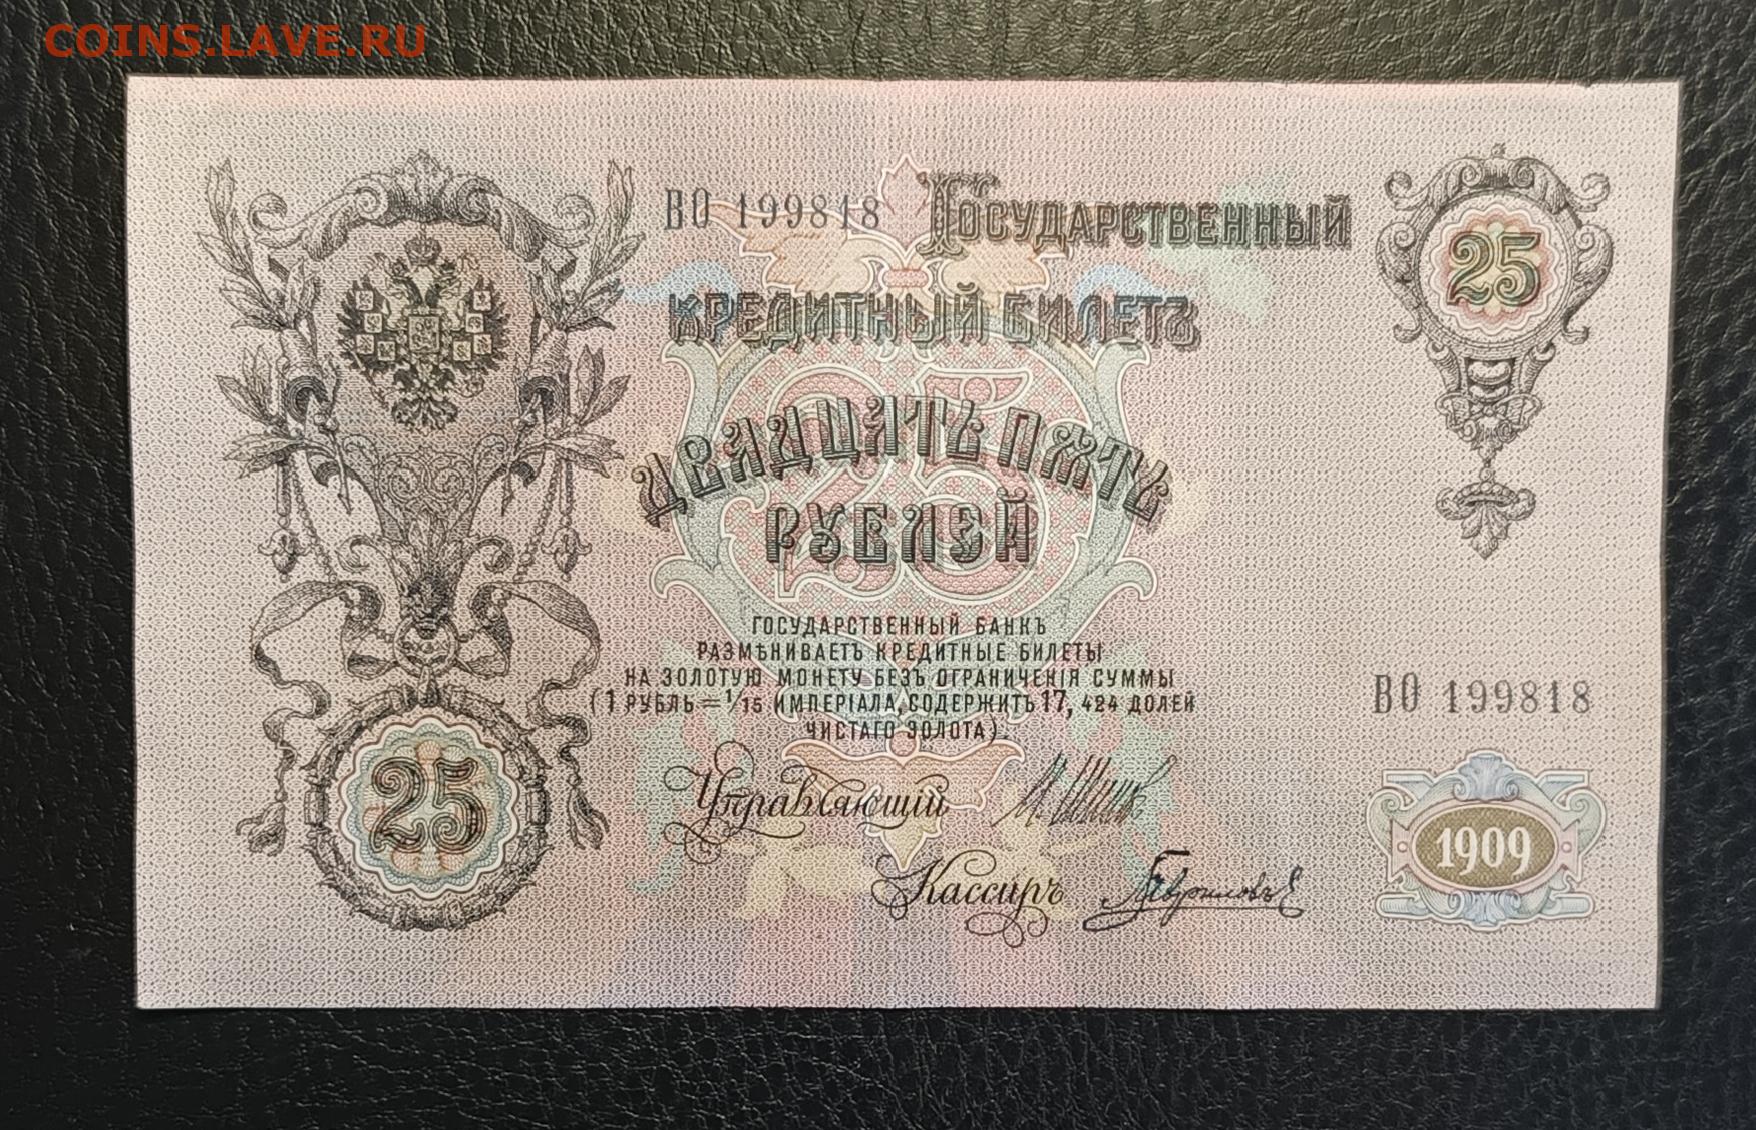 COINS.LAVE.RU
ВО 199818 ГОСУДАРСТВЕННЫЙ
25
КРЕДИТНЫЙ БИЛЕТЪ
25
ДВАДЦАТЬ ПЯТЬ
РУБЛЕЙ
ГОСУДАРСТВЕННЫЙ БАНКЪ
РАЗМѢНИВАЕТЪ КРЕДИТНЫЕ БИЛЕТЫ
НА ЗОЛОТУЮ МОНЕТУ БЕЗЪ ОГРАНИЧЕНІЯ СУММЫ
(1 РУБЛЬ = 1/15 ИМПЕРІАЛА, СОДЕРЖИТЪ 17, 424 ДОЛЕЙ
ЧИСТАГО ЗОЛОТА).
ВО 199818
25
Управляющій
Кассиръ Гавриловъ
1909